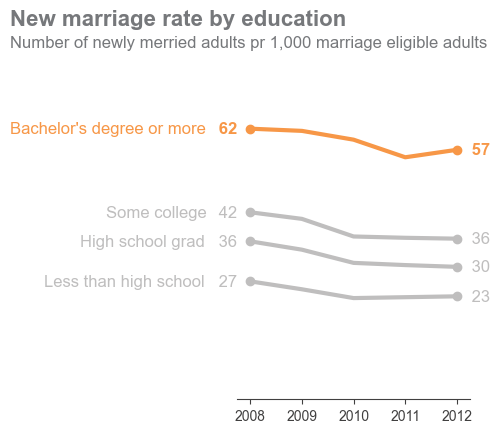 New marriage rate by education
Number of newly merried adults pr 1,000 marriage eligible adults
Bachelor's degree or more 62
57
Some college 42
36
High school grad 36
30
Less than high school 27
23
2008 2009 2010 2011 2012